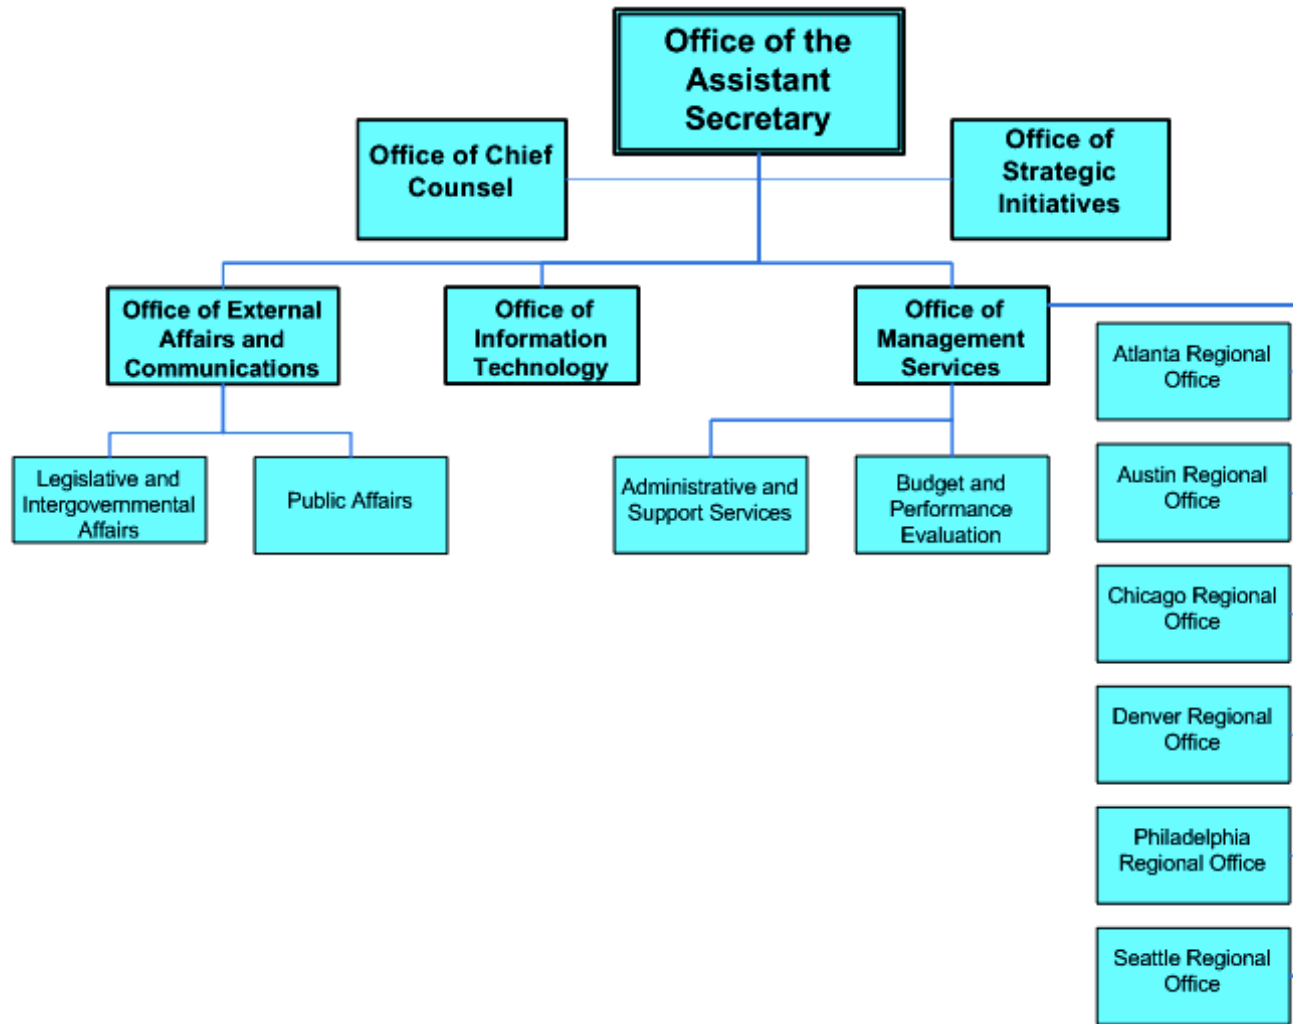 Office of the
Assistant
Secretary
Office of Chief
Counsel
Office of
Strategic
Initiatives
Office of External
Affairs and
Communications
Office of
Information
Technology
Office of
Management
Services
Legislative and
Intergovernmental
Affairs
Public Affairs
Administrative and
Support Services
Budget and
Performance
Evaluation
Atlanta Regional
Office
Austin Regional
Office
Chicago Regional
Office
Denver Regional
Office
Philadelphia
Regional Office
Seattle Regional
Office